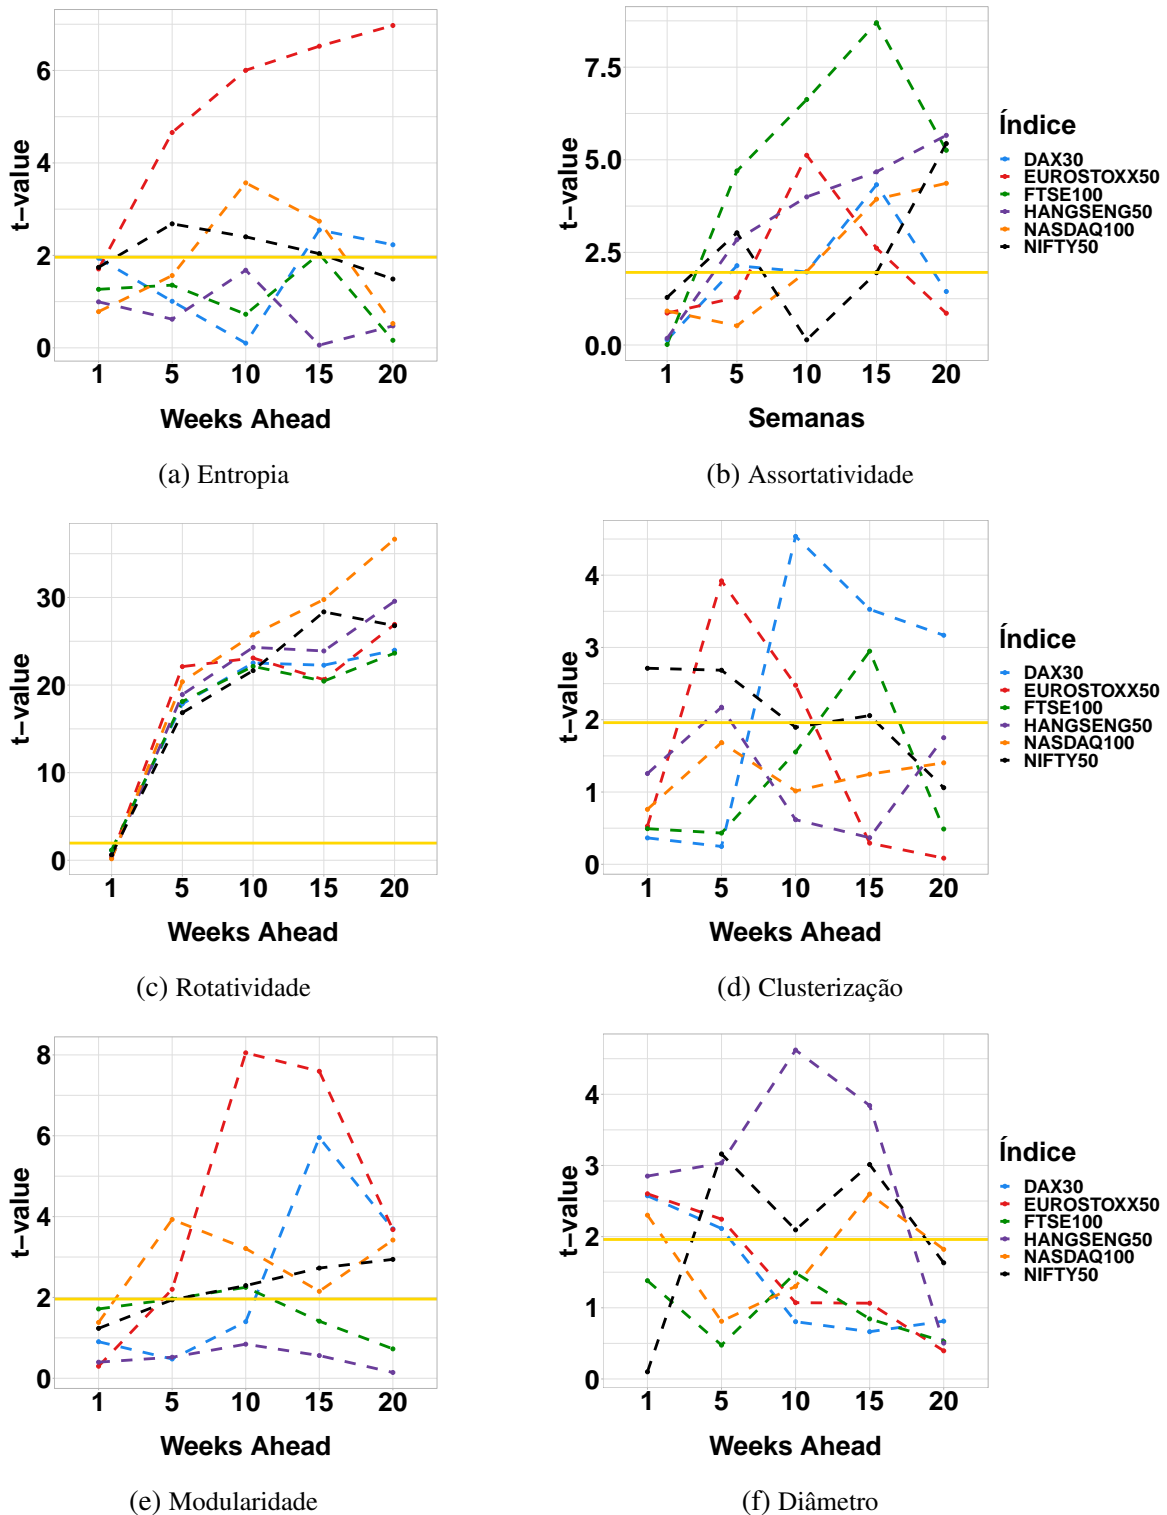 6
4
2
0
t−value
1 5 10 15 20
Weeks Ahead
(a) Entropia
7.5
5.0
2.5
0.0
t−value
1 5 10 15 20
Semanas
(b) Assortatividade
Índice
DAX30
EUROSTOXX50
FTSE100
HANGSENG50
NASDAQ100
NIFTY50
30
20
10
0
t−value
1 5 10 15 20
Weeks Ahead
(c) Rotatividade
4
3
2
1
0
t−value
1 5 10 15 20
Weeks Ahead
(d) Clusterização
Índice
DAX30
EUROSTOXX50
FTSE100
HANGSENG50
NASDAQ100
NIFTY50
8
6
4
2
0
t−value
1 5 10 15 20
Weeks Ahead
(e) Modularidade
4
3
2
1
0
t−value
1 5 10 15 20
Weeks Ahead
(f) Diâmetro
Índice
DAX30
EUROSTOXX50
FTSE100
HANGSENG50
NASDAQ100
NIFTY50